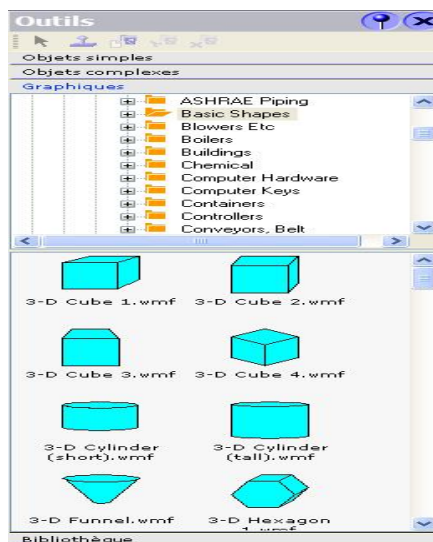 Outils
Objets simples
Objets complexes
Graphiques
ASHRAE Piping
Basic Shapes
Blowers Etc
Boilers
Buildings
Chemical
Computer Hardware
Computer Keys
Containers
Controllers
Conveyors, Belt
3-D Cube 1.wmf 3-D Cube 2.wmf
3-D Cube 3.wmf 3-D Cube 4.wmf
3-D Cylinder 3-D Cylinder
(short).wmf (tall).wmf
3-D Funnel.wmf 3-D Hexagon
1.wmf
Bibliothèque